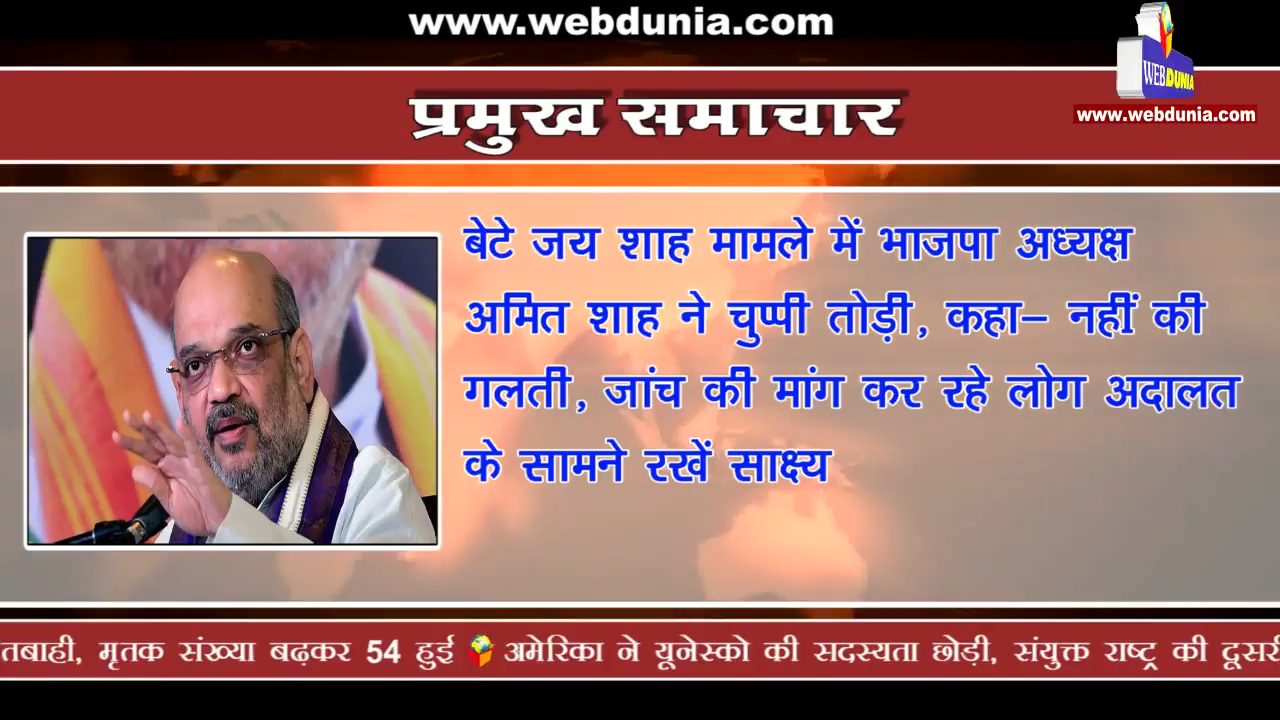 www.webdunia.com
WEBDUNIA
www.webdunia.com
प्रमुख समाचार
बेटे जय शाह मामले में भाजपा अध्यक्ष
अमित शाह ने चुप्पी तोड़ी, कहा- नहीं की
गलती, जांच की मांग कर रहे लोग अदालत
के सामने रखें साक्ष्य
तबाही, मृतक संख्या बढ़कर 54 हुई अमेरिका ने यूनेस्को की सदस्यता छोड़ी, संयुक्त राष्ट्र की दूसरी